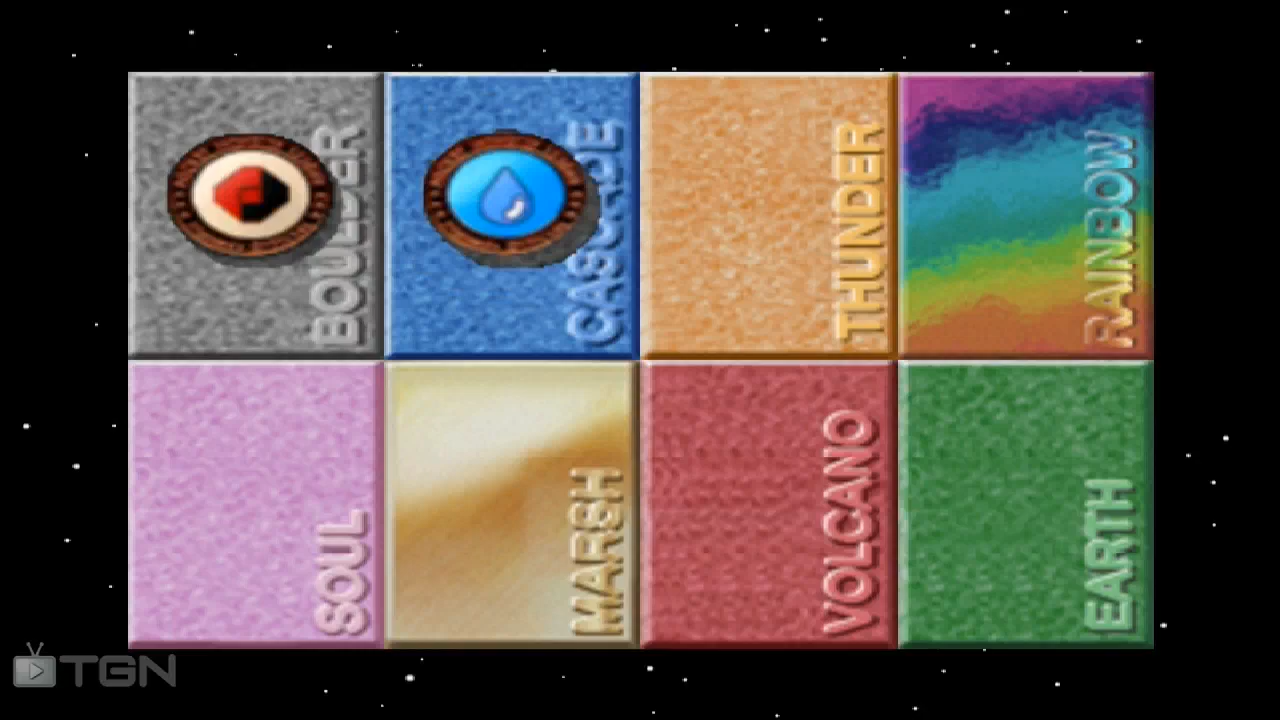 BOULDER
CASCADE
THUNDER
RAINBOW
SOUL
MARSH
VOLCANO
EARTH
TGN